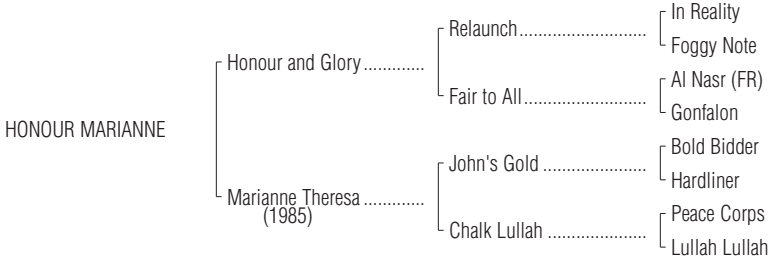 In Reality
Relaunch..........................
Foggy Note
Honour and Glory .............
Al Nasr (FR)
Fair to All.........................
Gonfalon
HONOUR MARIANNE
Bold Bidder
John's Gold .....................
Hardliner
Marianne Theresa .............
(1985)
Peace Corps
Chalk Lullah ....................
Lullah Lullah